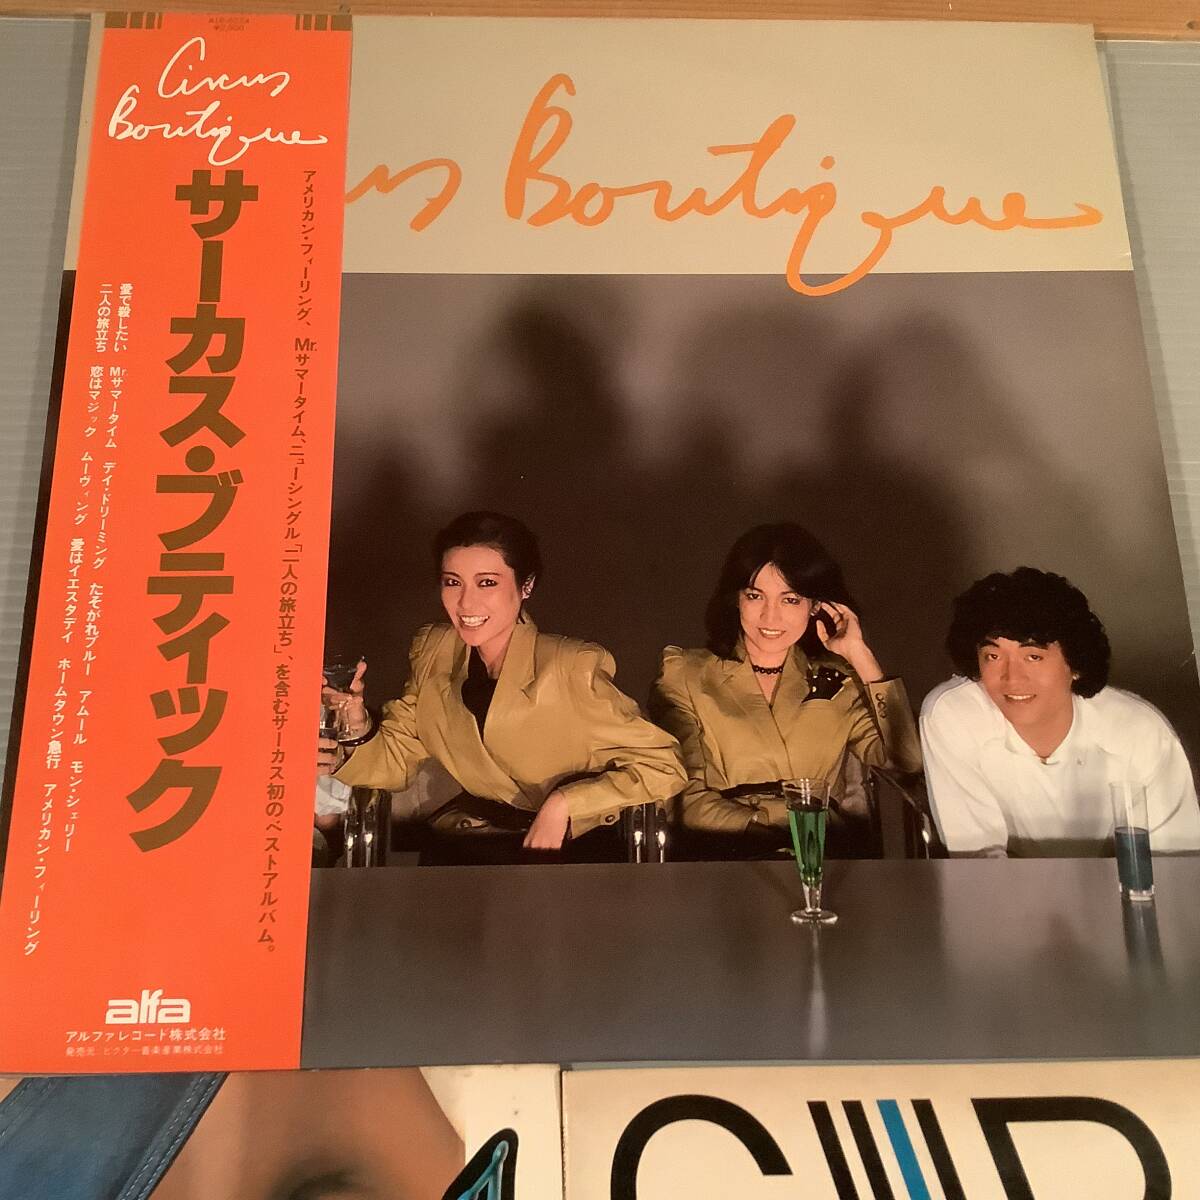 ¥2,500
Circus
Boutique
サーカス・ブティック
アメリカン・フィーリング、Mr.サマータイム、ニューシングル「二人の旅立ち」、を含むサーカス初のベストアルバム。
愛で殺したい Mr.サマータイム デイ・ドリーミング たそがれブルー アムール モン・シェリー
二人の旅立ち 恋はマジック ムーヴィング 愛はイエスタデイ ホームタウン急行 アメリカン・フィーリング
alfa
アルファレコード株式会社
発売元:ビクター音楽産業株式会社
us Boutique